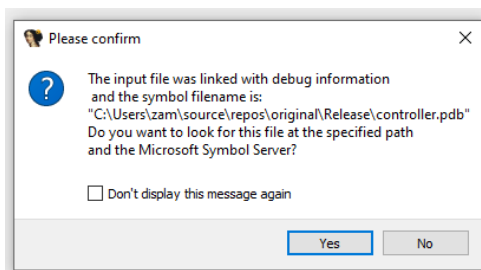 Please confirm
The input file was linked with debug information
and the symbol filename is:
"C:\Users\zam\source\repos\original\Release\controller.pdb"
Do you want to look for this file at the specified path
and the Microsoft Symbol Server?
Don't display this message again
Yes No